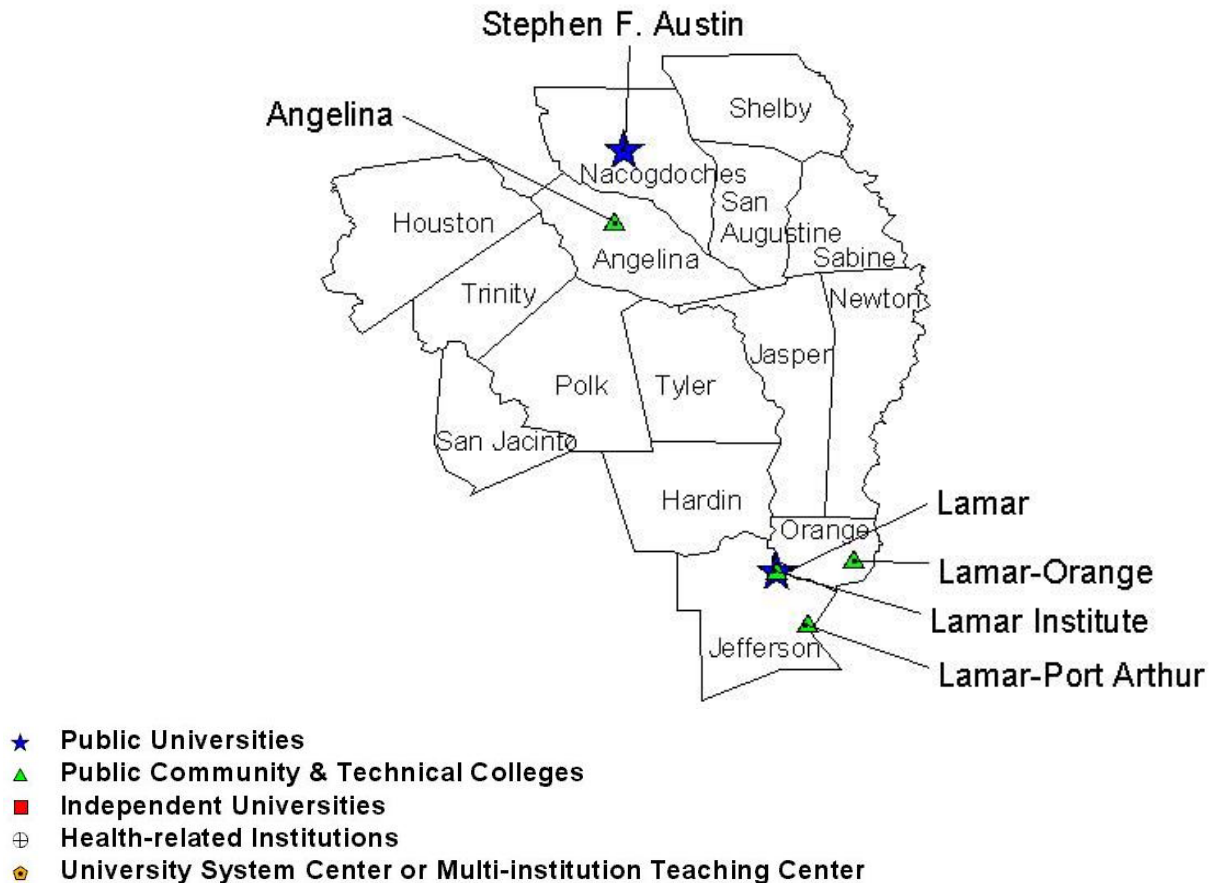 Stephen F. Austin
Shelby
Angelina
Nacogdoches
San
Augustine
Houston
Angelina
Sabine
Trinity
Newton
Jasper
Polk
Tyler
San Jacinto
Hardin
Lamar
Orange
Lamar-Orange
Lamar Institute
Jefferson
Lamar-Port Arthur
Public Universities
Public Community & Technical Colleges
Independent Universities
Health-related Institutions
University System Center or Multi-institution Teaching Center